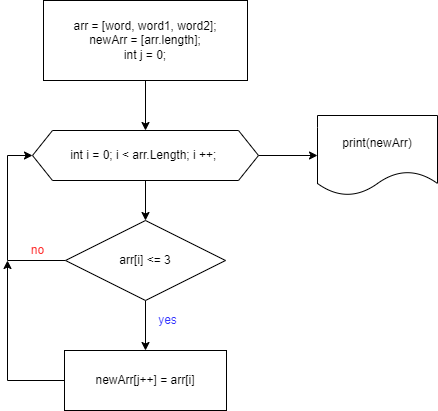 arr = [word, word1, word2];
newArr = [arr.length];
int j = 0;
int i = 0; i < arr.Length; i ++;
print(newArr)
no
arr[i] <= 3
yes
newArr[j++] = arr[i]